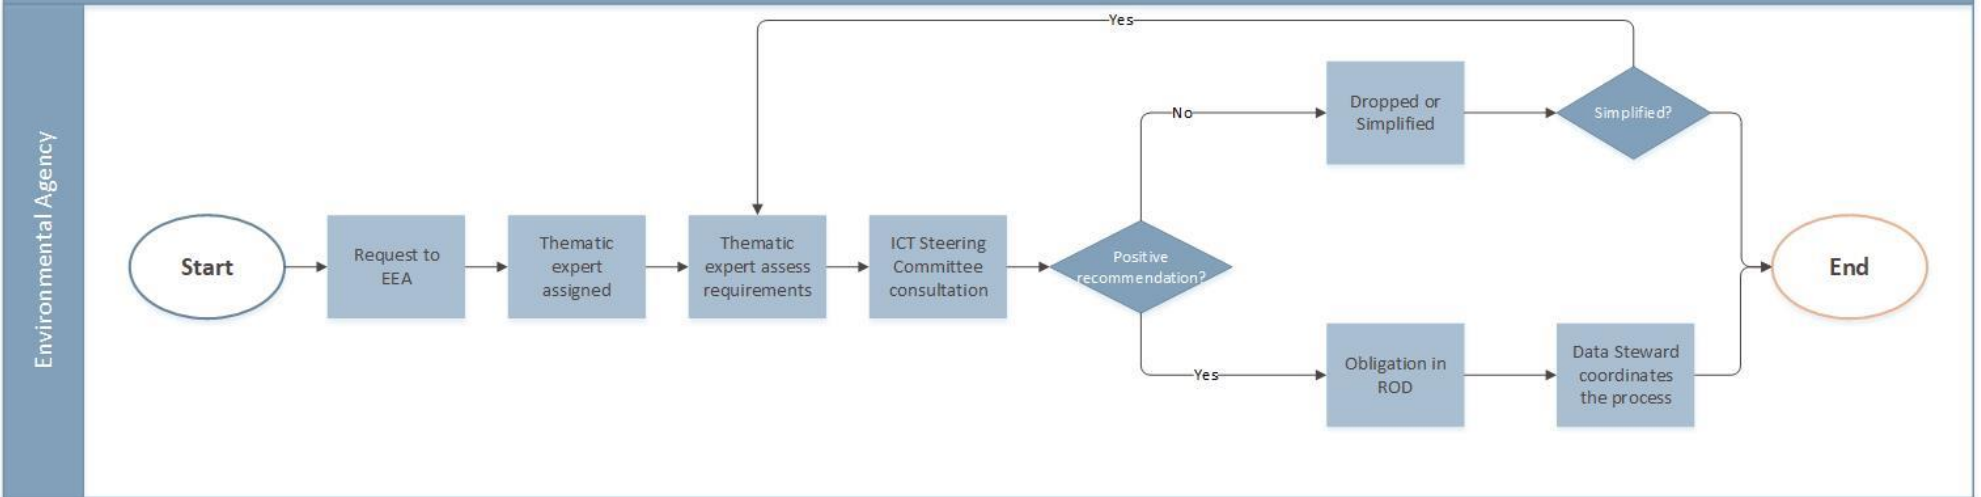 Environmental Agency
Start
Request to
EEA
Thematic
expert
assigned
Thematic
expert assess
requirements
ICT Steering
Committee
consultation
Positive
recommendation?
No
Dropped or
Simplified
Simplified?
Yes
Yes
Obligation in
ROD
Data Steward
coordinates
the process
End